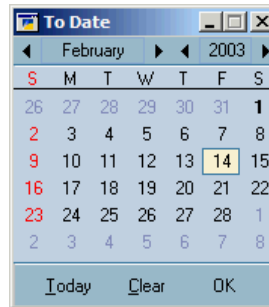 To Date
February 2003
S M T W T F S
26 27 28 29 30 31 1
2 3 4 5 6 7 8
9 10 11 12 13 14 15
16 17 18 19 20 21 22
23 24 25 26 27 28 1
2 3 4 5 6 7 8
Today Clear OK